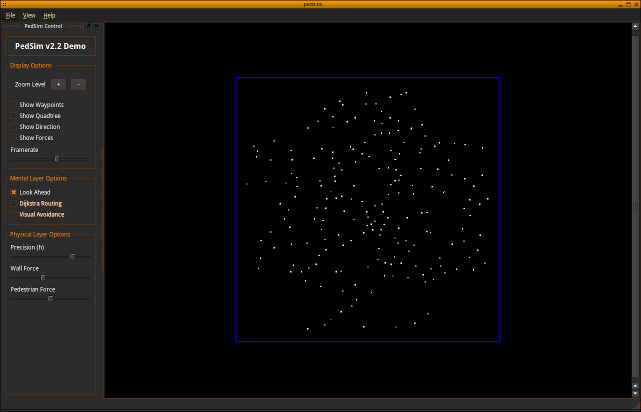 pedsim
File View Help
PedSim Control
PedSim v2.2 Demo
Display Options
Zoom Level + -
Show Waypoints
Show Quadtree
Show Direction
Show Forces
Framerate
Mental Layer Options
Look Ahead
Dijkstra Routing
Visual Avoidance
Physical Layer Options
Precision (h)
Wall Force
Pedestrian Force